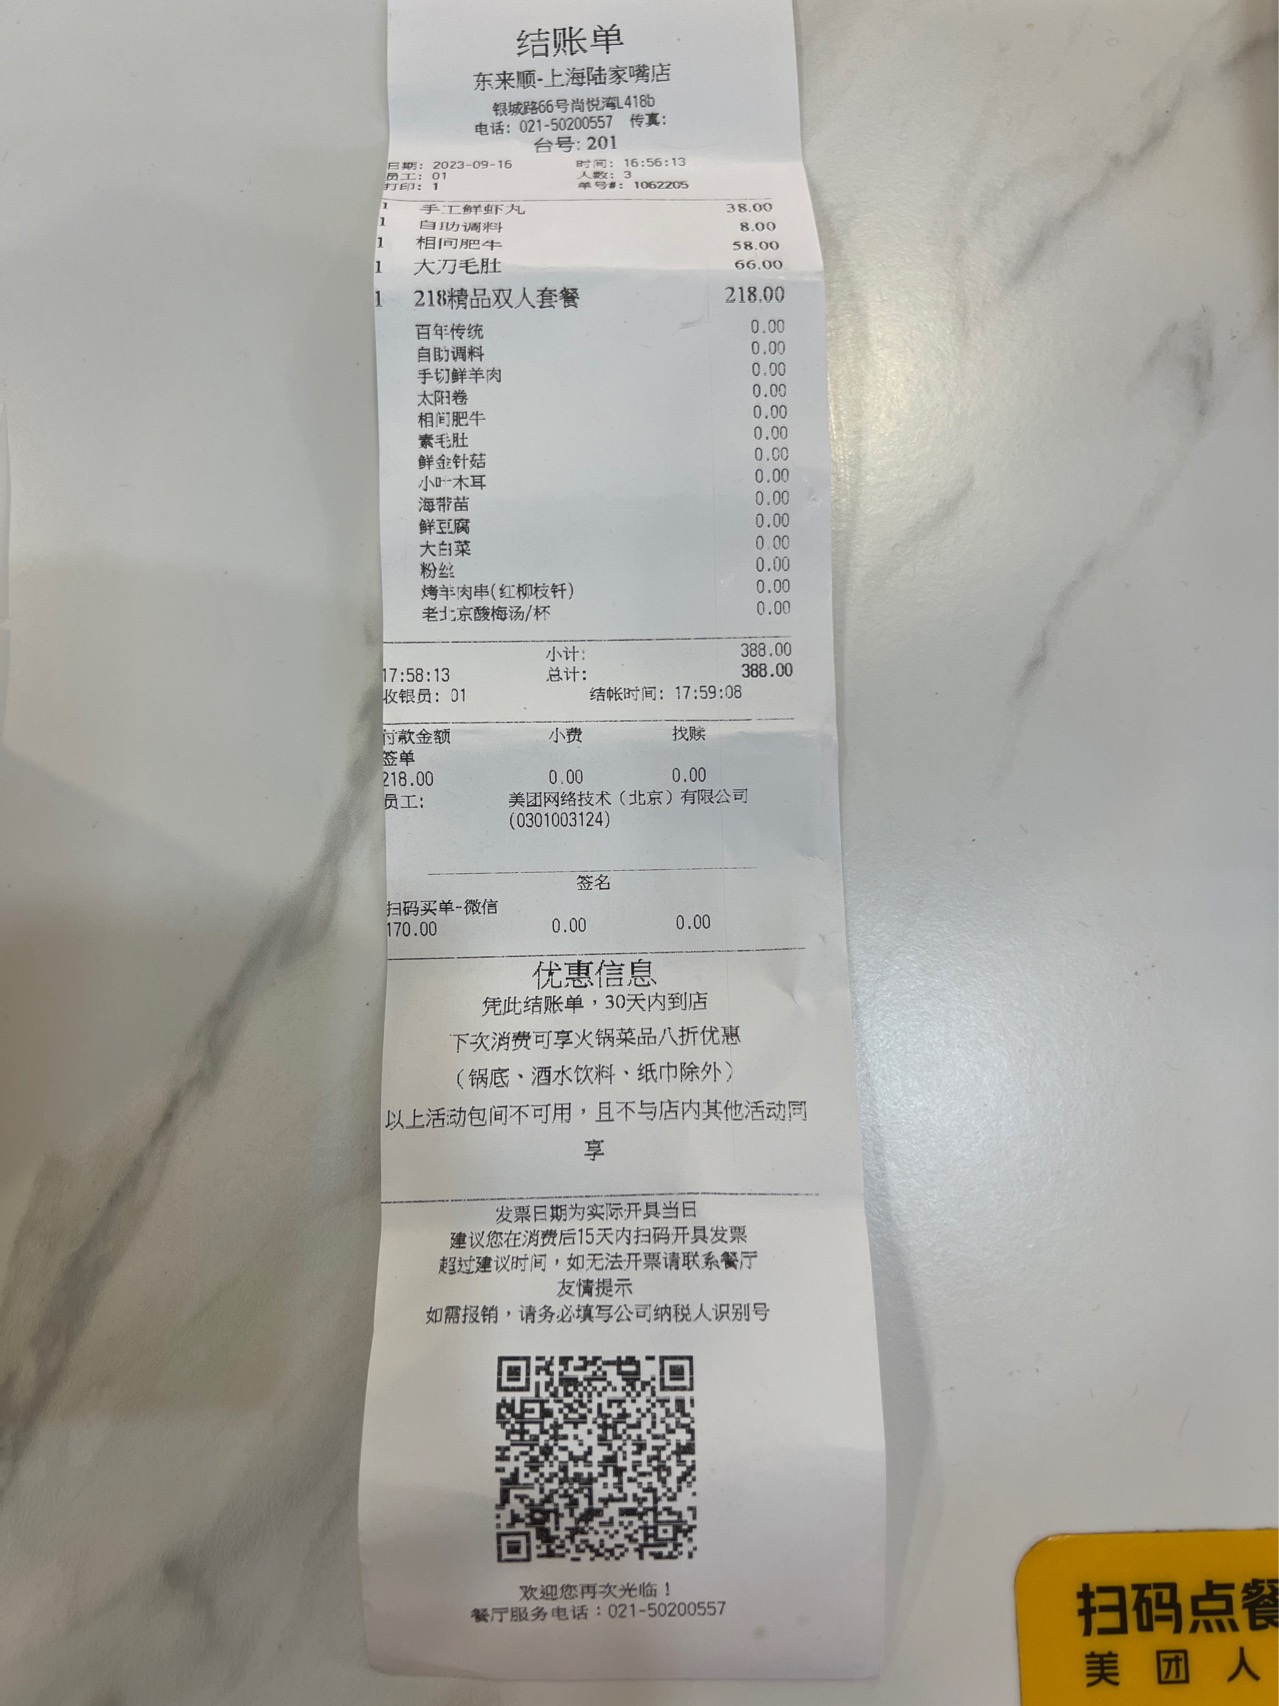 结账单
东来顺-上海陆家嘴店
银城路66号尚悦湾L418b
电话: 021-50200557 传真:
台号: 201
日期: 2023-09-16 时间: 16:56:13
员工: 01 人数: 3
打印: 1 单号#: 1062205
1 手工鲜虾丸 38.00
1 自助调料 8.00
1 相间肥牛 58.00
1 大刀毛肚 66.00
1 218精品双人套餐 218.00
百年传统 0.00
自助调料 0.00
手切鲜羊肉 0.00
太阳卷 0.00
相间肥牛 0.00
素毛肚 0.00
鲜金针菇 0.00
小叶木耳 0.00
海带苗 0.00
鲜豆腐 0.00
大白菜 0.00
粉丝 0.00
烤羊肉串(红柳枝钎) 0.00
老北京酸梅汤/杯 0.00
小计: 388.00
17:58:13 总计: 388.00
收银员: 01 结帐时间: 17:59:08
付款金额 小费 找赎
签单
218.00 0.00 0.00
员工: 美团网络技术（北京）有限公司
(0301003124)
签名
扫码买单-微信
170.00 0.00 0.00
优惠信息
凭此结账单，30天内到店
下次消费可享火锅菜品八折优惠
（锅底、酒水饮料、纸巾除外）
以上活动包间不可用，且不与店内其他活动同
享
发票日期为实际开具当日
建议您在消费后15天内扫码开具发票
超过建议时间，如无法开票请联系餐厅
友情提示
如需报销，请务必填写公司纳税人识别号
欢迎您再次光临！
餐厅服务电话：021-50200557
扫码点餐
美团 人